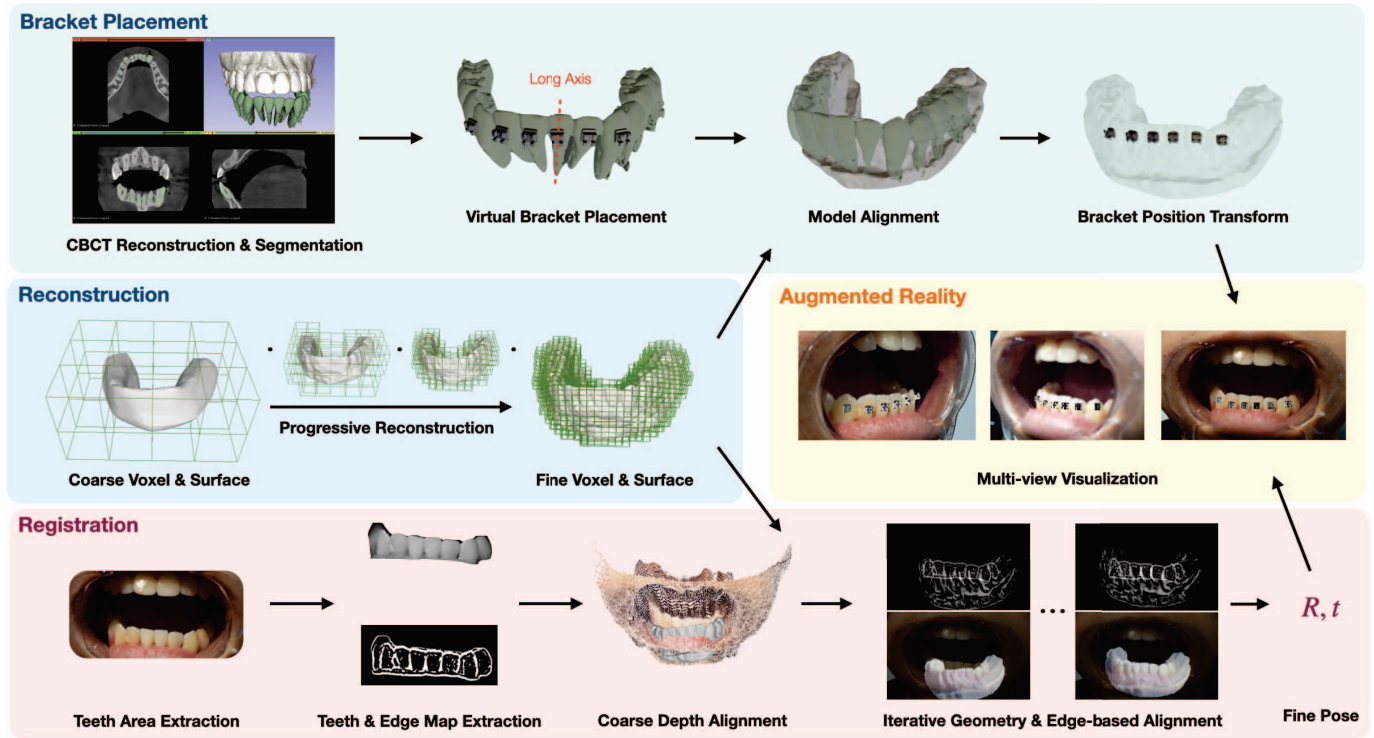 Bracket Placement
Long Axis
CBCT Reconstruction & Segmentation
Virtual Bracket Placement
Model Alignment
Bracket Position Transform
Reconstruction
Progressive Reconstruction
Coarse Voxel & Surface
Fine Voxel & Surface
Augmented Reality
Multi-view Visualization
Registration
R, t
Teeth Area Extraction
Teeth & Edge Map Extraction
Coarse Depth Alignment
Iterative Geometry & Edge-based Alignment
Fine Pose